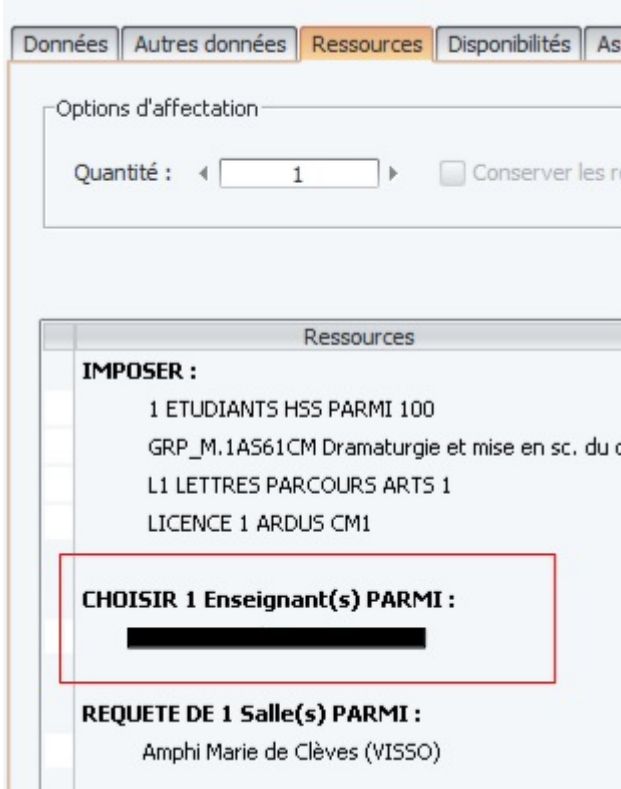 Données Autres données Ressources Disponibilités As
Options d'affectation
Quantité : 1 Conserver les r
Ressources
IMPOSER :
1 ETUDIANTS HSS PARMI 100
GRP_M.1AS61CM Dramaturgie et mise en sc. du
L1 LETTRES PARCOURS ARTS 1
LICENCE 1 ARDUS CM1
CHOISIR 1 Enseignant(s) PARMI :
REQUETE DE 1 Salle(s) PARMI :
Amphi Marie de Clèves (VISSO)